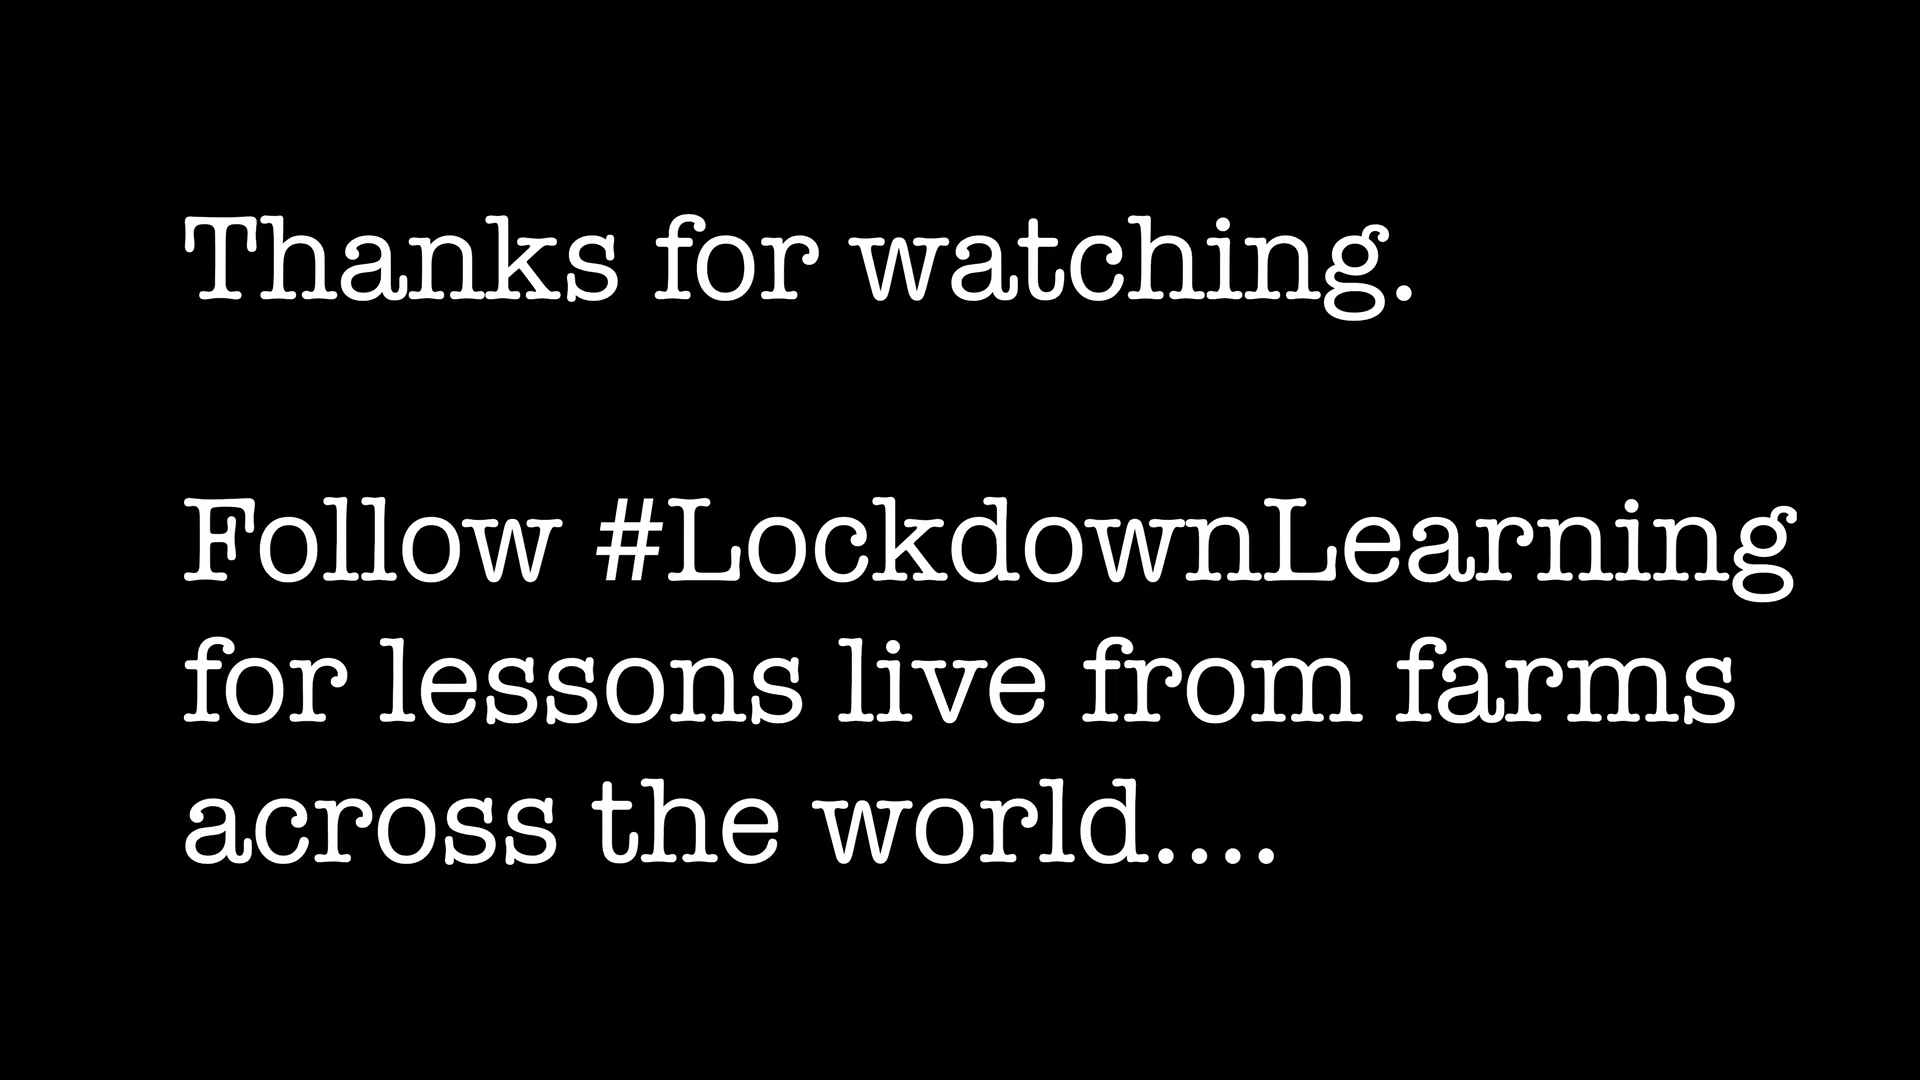 Thanks for watching.
Follow #LockdownLearning
for lessons live from farms
across the world....